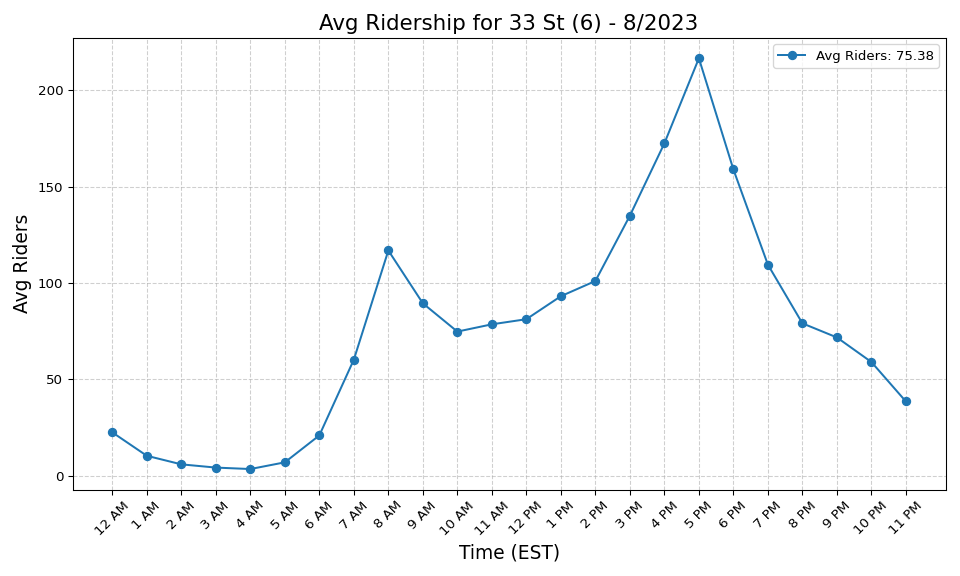 Avg Ridership for 33 St (6) - 8/2023
Avg Riders: 75.38
Avg Riders
200
150
100
50
0
12 AM
1 AM
2 AM
3 AM
4 AM
5 AM
6 AM
7 AM
8 AM
9 AM
10 AM
11 AM
12 PM
1 PM
2 PM
3 PM
4 PM
5 PM
6 PM
7 PM
8 PM
9 PM
10 PM
11 PM
Time (EST)